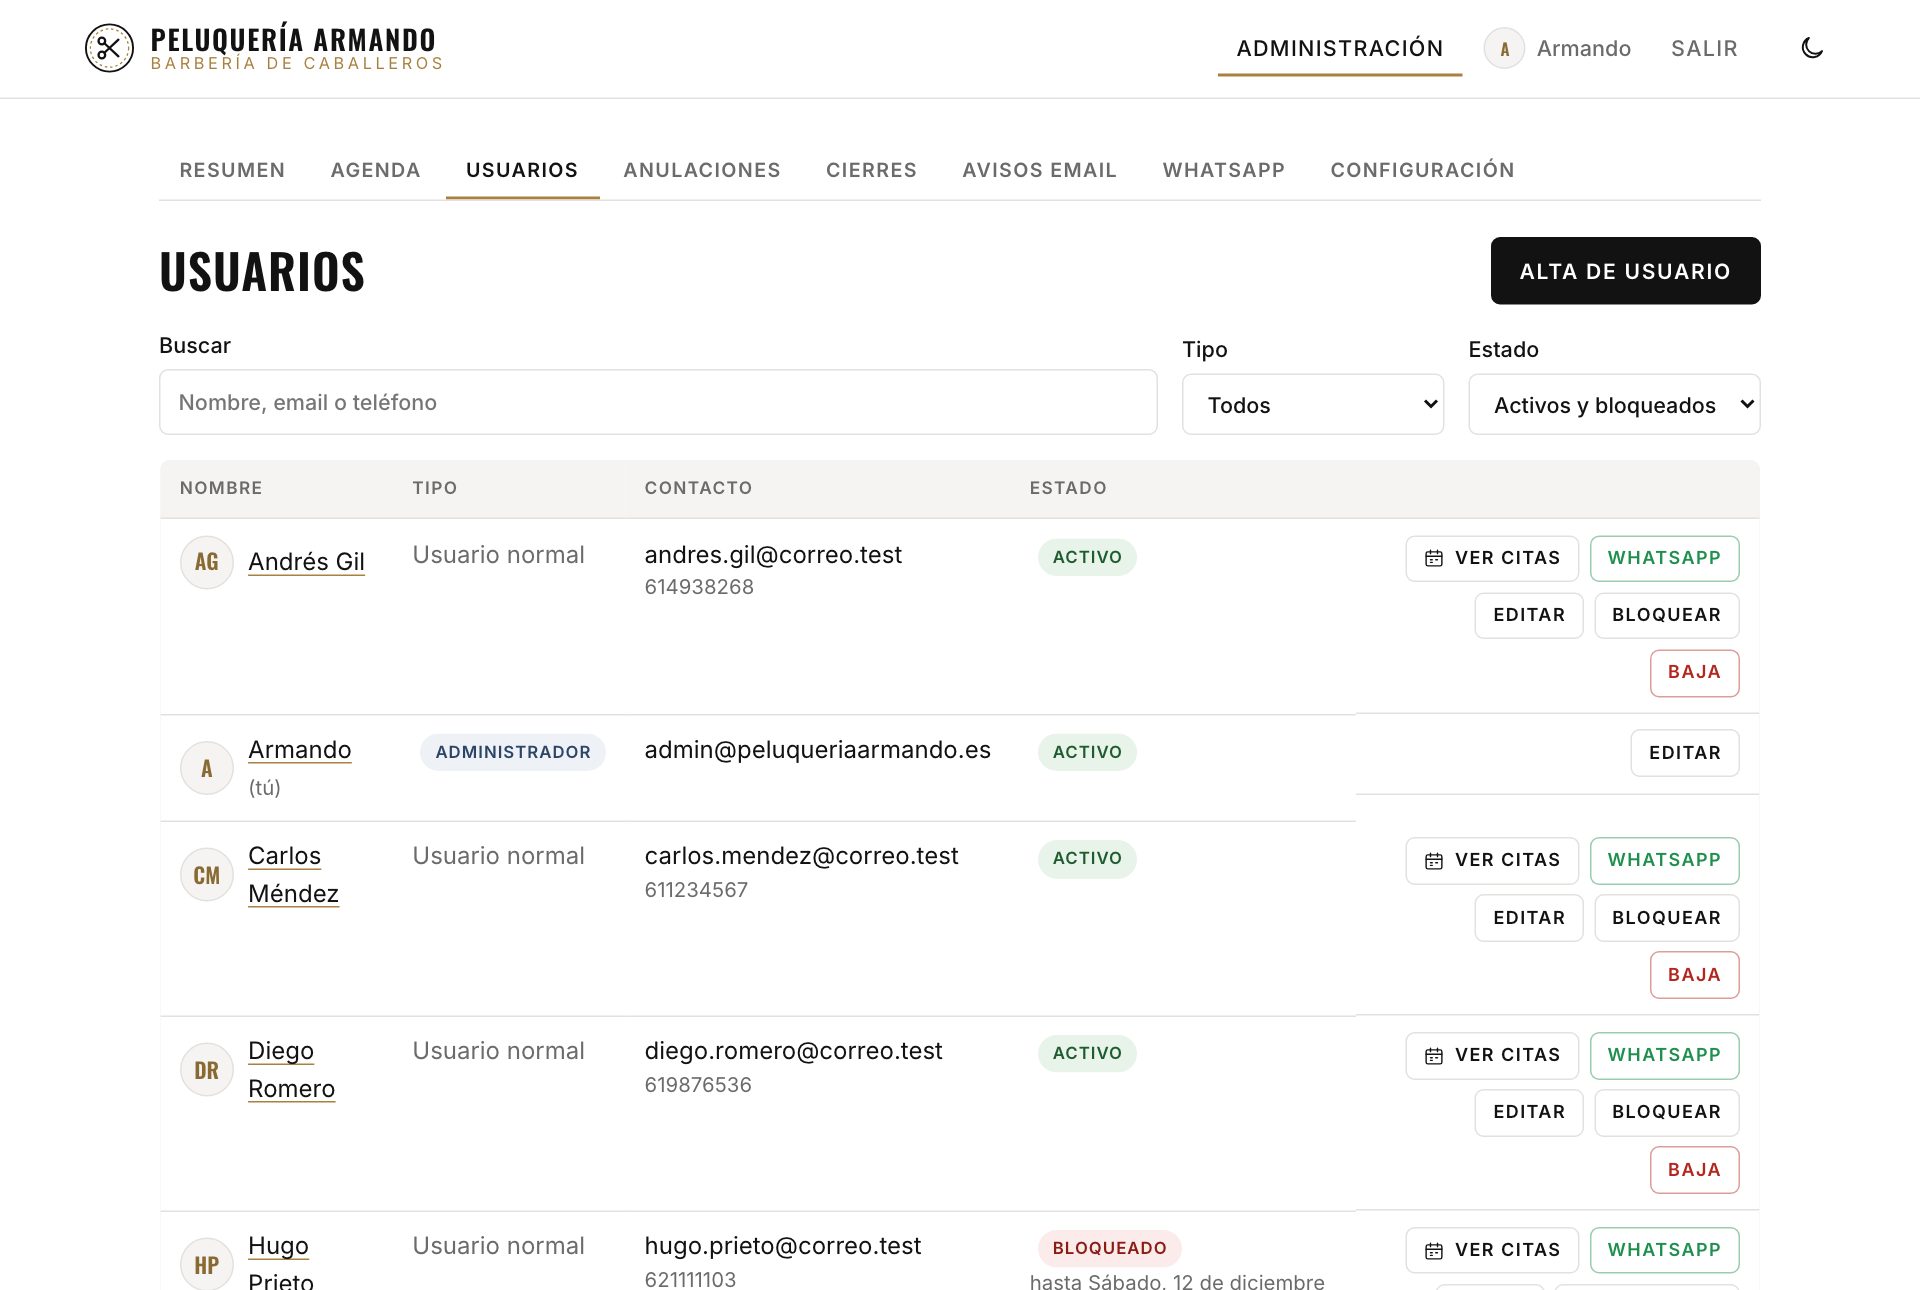 PELUQUERÍA ARMANDO
BARBERÍA DE CABALLEROS
ADMINISTRACIÓN
A
Armando
SALIR
RESUMEN
AGENDA
USUARIOS
ANULACIONES
CIERRES
AVISOS EMAIL
WHATSAPP
CONFIGURACIÓN
USUARIOS
ALTA DE USUARIO
Buscar
Nombre, email o teléfono
Tipo
Todos
Estado
Activos y bloqueados
NOMBRE
TIPO
CONTACTO
ESTADO
AG
Andrés Gil
Usuario normal
andres.gil@correo.test
614938268
ACTIVO
VER CITAS
WHATSAPP
EDITAR
BLOQUEAR
BAJA
A
Armando
(tú)
ADMINISTRADOR
admin@peluqueriaarmando.es
ACTIVO
EDITAR
CM
Carlos
Méndez
Usuario normal
carlos.mendez@correo.test
611234567
ACTIVO
VER CITAS
WHATSAPP
EDITAR
BLOQUEAR
BAJA
DR
Diego
Romero
Usuario normal
diego.romero@correo.test
619876536
ACTIVO
VER CITAS
WHATSAPP
EDITAR
BLOQUEAR
BAJA
HP
Hugo
Prieto
Usuario normal
hugo.prieto@correo.test
621111103
BLOQUEADO
hasta Sábado, 12 de diciembre
VER CITAS
WHATSAPP